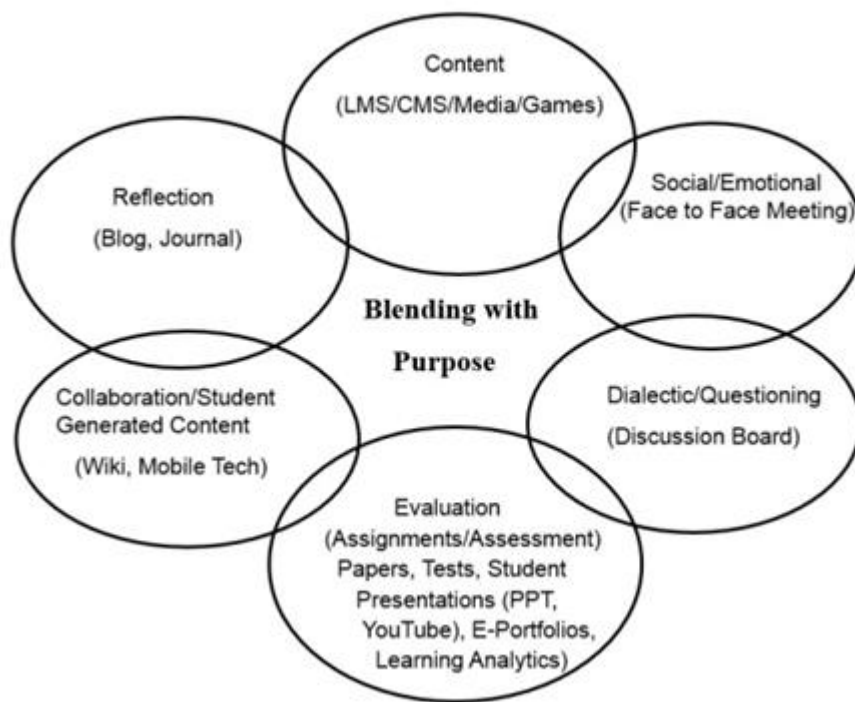 Content
(LMS/CMS/Media/Games)
Social/Emotional
(Face to Face Meeting)
Reflection
(Blog, Journal)
Blending with
Purpose
Collaboration/Student
Generated Content
(Wiki, Mobile Tech)
Dialectic/Questioning
(Discussion Board)
Evaluation
(Assignments/Assessment)
Papers, Tests, Student
Presentations (PPT,
YouTube), E-Portfolios,
Learning Analytics)